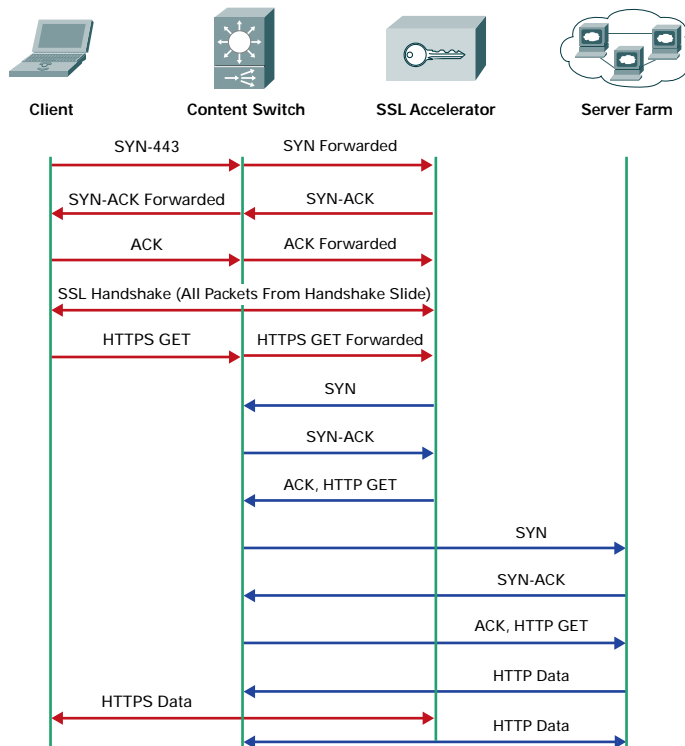 Client
Content Switch
SSL Accelerator
Server Farm
SYN-443
SYN Forwarded
SYN-ACK Forwarded
SYN-ACK
ACK
ACK Forwarded
SSL Handshake (All Packets From Handshake Slide)
HTTPS GET
HTTPS GET Forwarded
SYN
SYN-ACK
ACK, HTTP GET
SYN
SYN-ACK
ACK, HTTP GET
HTTP Data
HTTPS Data
HTTP Data